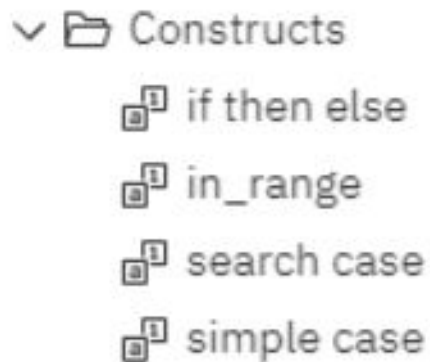 Constructs
if then else
in_range
search case
simple case